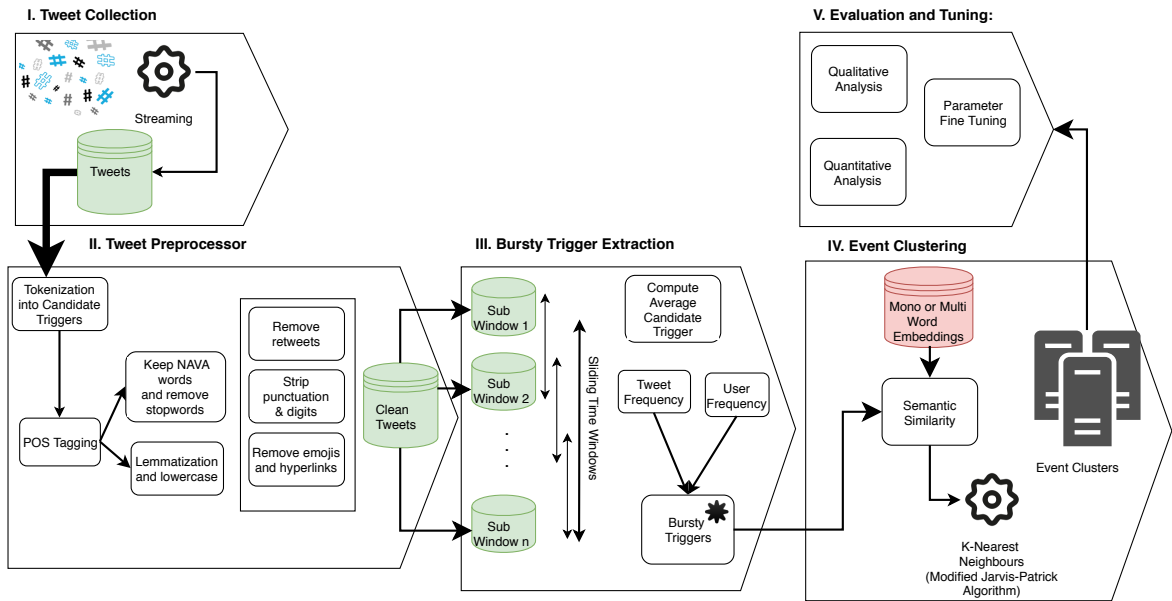 I. Tweet Collection
Streaming
Tweets
II. Tweet Preprocessor
Tokenization
into Candidate
Triggers
POS Tagging
Keep NAVA
words
and remove
stopwords
Lemmatization
and lowercase
Remove
retweets
Strip
punctuation
& digits
Remove emojis
and hyperlinks
Clean
Tweets
III. Bursty Trigger Extraction
Sub
Window 1
Sub
Window 2
. . .
Sub
Window n
Sliding Time Windows
Compute
Average
Candidate
Trigger
Tweet
Frequency
User
Frequency
Bursty
Triggers
IV. Event Clustering
Mono or Multi
Word
Embeddings
Semantic
Similarity
K-Nearest
Neighbours
(Modified Jarvis-Patrick
Algorithm)
Event Clusters
V. Evaluation and Tuning:
Qualitative
Analysis
Quantitative
Analysis
Parameter
Fine Tuning